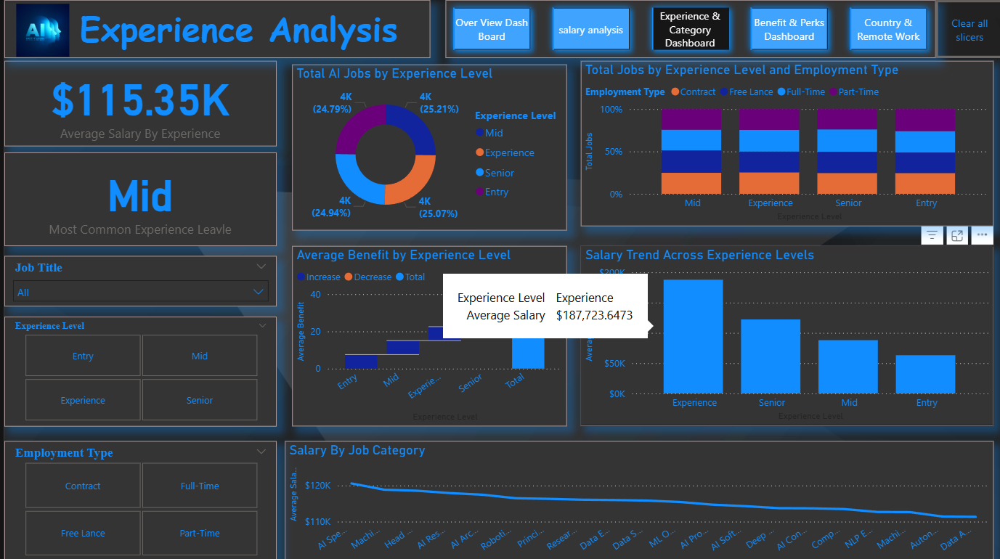 AI
Experience Analysis
Over View Dash
Board
salary analysis
Experience &
Category
Dashboard
Benefit & Perks
Dashboard
Country &
Remote Work
Clear all
slicers
$115.35K
Average Salary By Experience
Mid
Most Common Experience Leavle
Job Title
All
Experience Level
Entry
Mid
Experience
Senior
Employment Type
Contract
Full-Time
Free Lance
Part-Time
Total AI Jobs by Experience Level
4K
(24.79%)
4K
(25.21%)
4K
(24.94%)
4K
(25.07%)
Experience Level
Mid
Experience
Senior
Entry
Total Jobs by Experience Level and Employment Type
Employment Type Contract Free Lance Full-Time Part-Time
Total Jobs
100%
50%
0%
Mid Experience Senior Entry
Experience Level
Average Benefit by Experience Level
Increase Decrease Total
Average Benefit
40
20
0
Entry Mid Experie... Senior Total
Experience Level
Salary Trend Across Experience Levels
$200K
$50K
$0K
Experience Senior Mid Entry
Experience Level
Experience Level Experience
Average Salary $187,723.6473
Salary By Job Category
Average Sala...
$120K
$110K
AI Spe... Machi... Head ... AI Res... AI Arc... Roboti... Princi... Resear... Data E... Data S... ML O... AI Pro... AI Soft... Deep ... AI Con... Comp... NLP E... Machi... Auton... Data A...